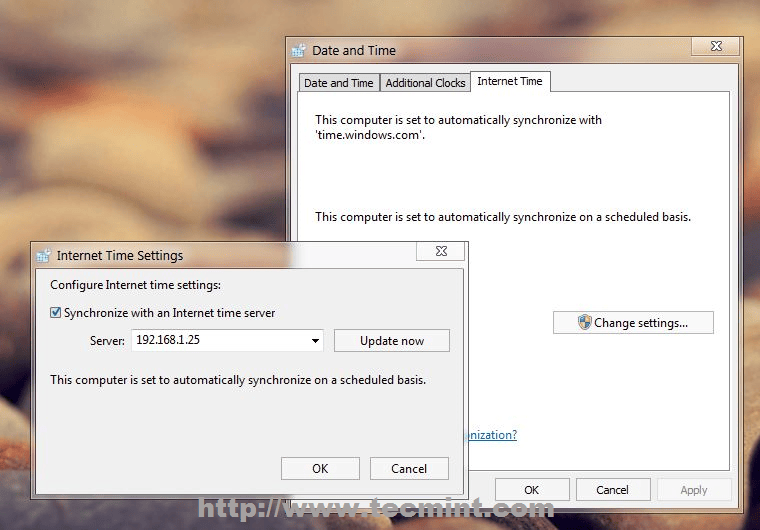 Date and Time
Date and Time
Additional Clocks
Internet Time
This computer is set to automatically synchronize with
'time.windows.com'.
This computer is set to automatically synchronize on a scheduled basis.
Change settings...
OK
Cancel
Apply
Internet Time Settings
Configure Internet time settings:
Synchronize with an Internet time server
Server:
192.168.1.25
Update now
This computer is set to automatically synchronize on a scheduled basis.
OK
Cancel
http://www.tecmint.com